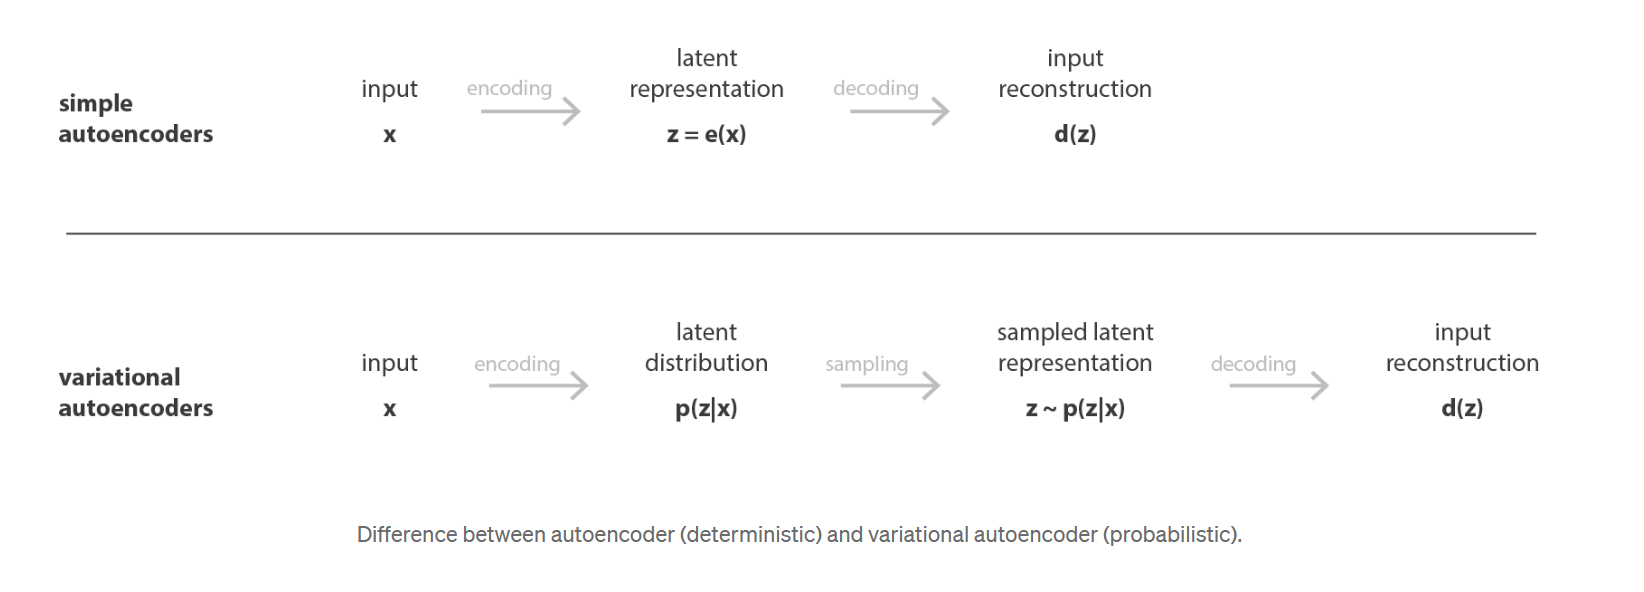 simple
autoencoders
input
x
encoding
latent
representation
z = e(x)
decoding
input
reconstruction
d(z)
variational
autoencoders
input
x
encoding
latent
distribution
p(z|x)
sampling
sampled latent
representation
z ~ p(z|x)
decoding
input
reconstruction
d(z)
Difference between autoencoder (deterministic) and variational autoencoder (probabilistic).